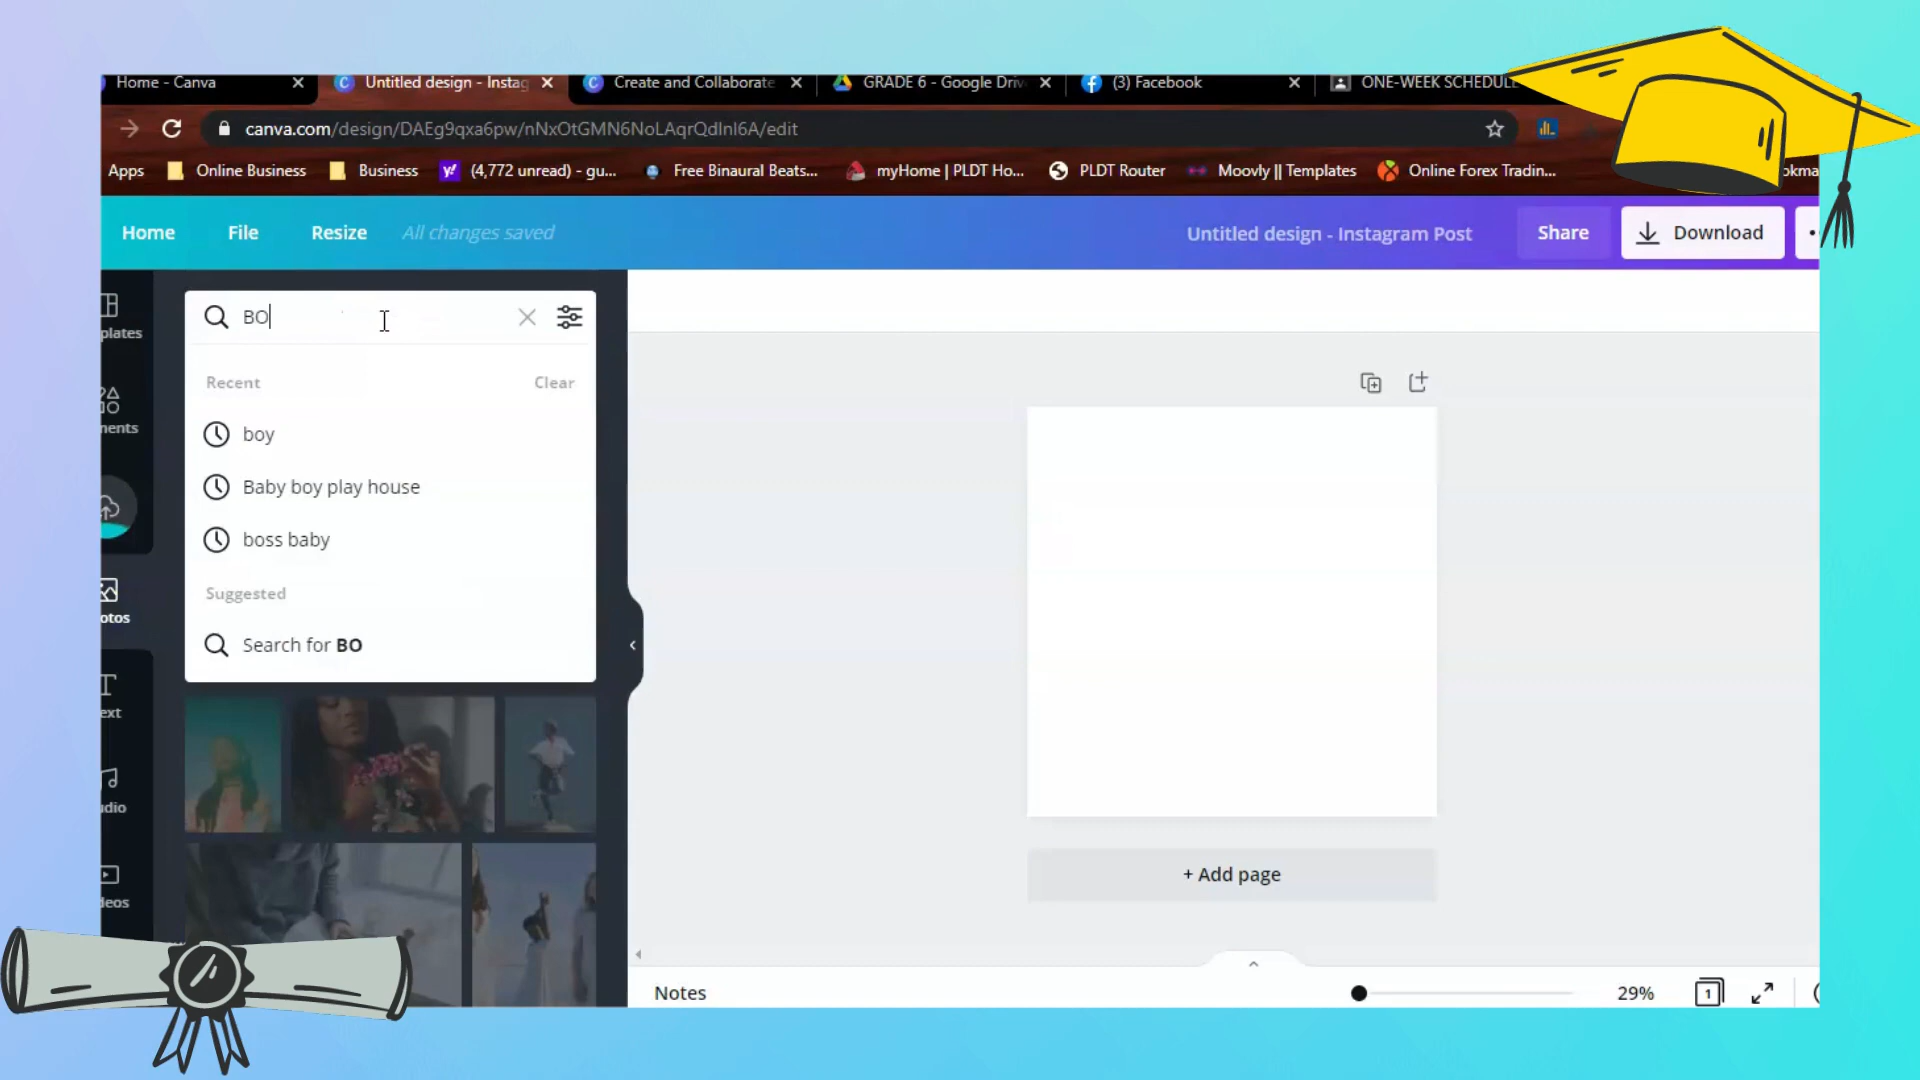 Home - Canva
Untitled design - Instag
Create and Collaborate
GRADE 6 - Google Driv
(3) Facebook
ONE-WEEK SCHEDULE
canva.com/design/DAEg9qxa6pw/nNxOtGMN6NoLAqrQdInI6A/edit
Apps
Online Business
Business
(4,772 unread) - gu...
Free Binaural Beats...
myHome | PLDT Ho...
PLDT Router
Moovly || Templates
Online Forex Tradin...
okma
Home
File
Resize
All changes saved
Untitled design - Instagram Post
Share
Download
BO
plates
Recent
Clear
nents
boy
Baby boy play house
boss baby
Suggested
otos
Search for BO
ext
dio
+ Add page
deos
Notes
29%
1